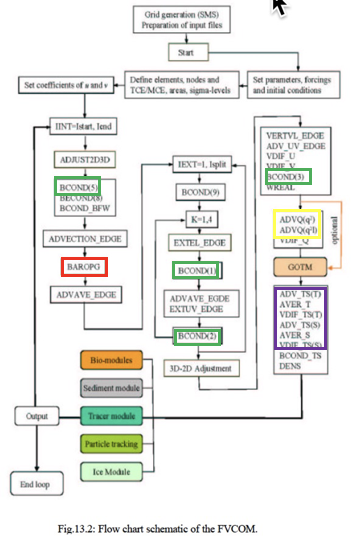 Grid generation (SMS)
Preparation of input files
Start
Set coefficients of u and v
Define elements, nodes and
TCE/MCE, areas, sigma-levels
Set parameters, forcings
and initial conditions
IINT=Istart, Iend
ADJUST2D3D
BCOND(5)
BECOND(8)
BCOND_BFW
ADVECTION_EDGE
BAROPG
ADVAVE_EDGE
IEXT=1, Isplit
BCOND(9)
K=1,4
EXTEL_EDGE
BCOND(1)
ADVAVE_EGDE
EXTUV_EDGE
BCOND(2)
3D-2D Adjustment
VERTVL_EDGE
ADV_UV_EDGE
VDIF_U
VDIF_V
BCOND(3)
WREAL
ADVQ(q²)
ADVQ(q²l)
VDIF_Q
optional
GOTM
ADV_TS(T)
AVER_T
VDIF_TS(T)
ADV_TS(S)
AVER_S
VDIF_TS(S)
BCOND_TS
DENS
Bio-modules
Sediment module
Output
Tracer module
Particle tracking
Ice Module
End loop
Fig.13.2: Flow chart schematic of the FVCOM.